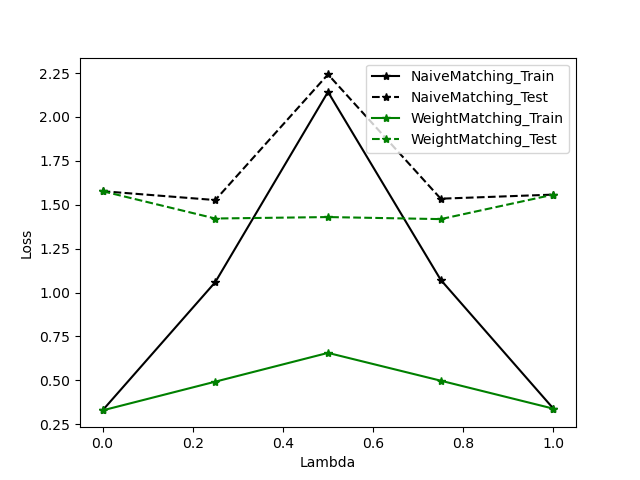 NaiveMatching_Train
NaiveMatching_Test
WeightMatching_Train
WeightMatching_Test
2.25
2.00
1.75
1.50
1.25
1.00
0.75
0.50
0.25
Loss
0.0 0.2 0.4 0.6 0.8 1.0
Lambda